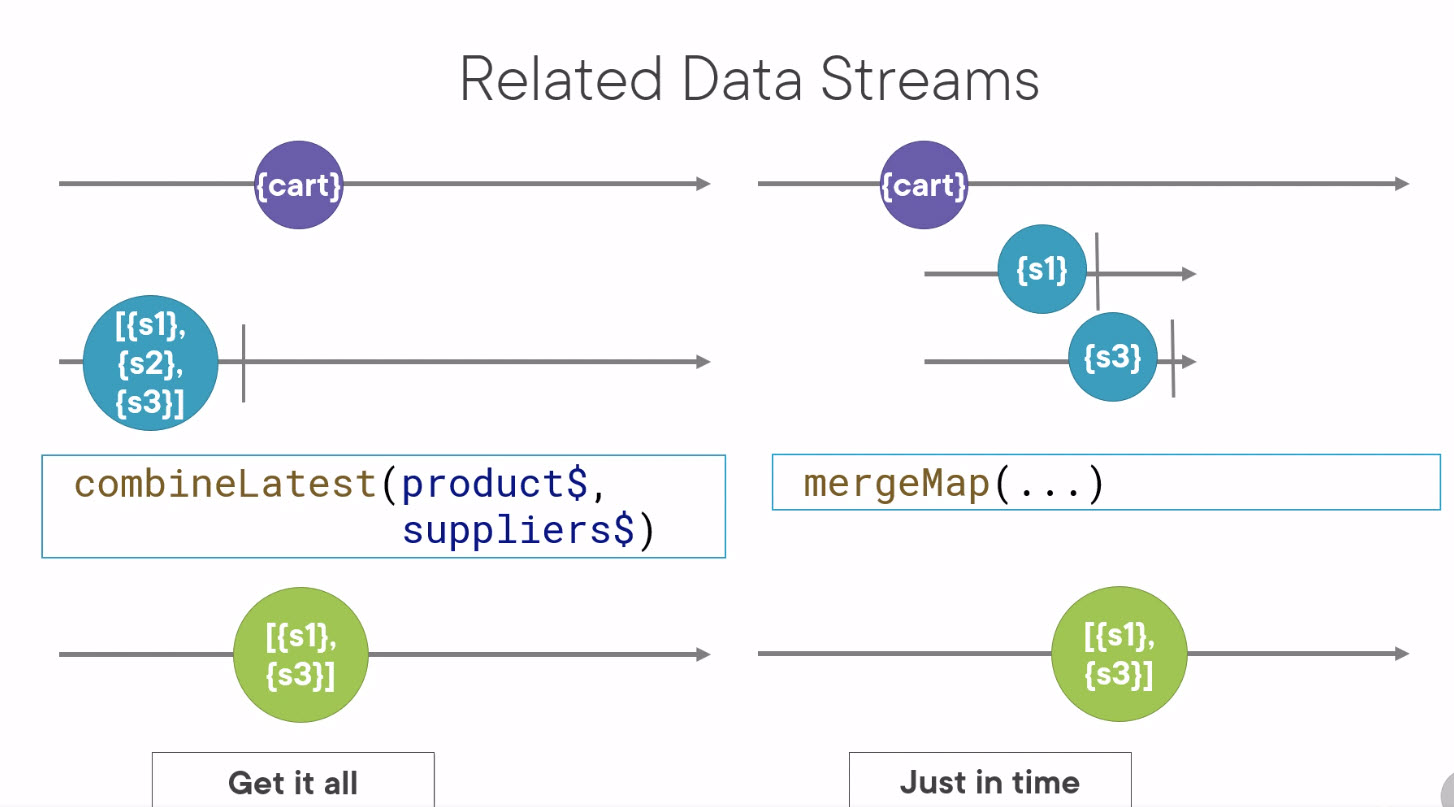 Related Data Streams
{cart}
[{s1},
{s2},
{s3}]
combineLatest(product$,
suppliers$)
[{s1},
{s3}]
Get it all
{cart}
{s1}
{s3}
mergeMap(...)
[{s1},
{s3}]
Just in time